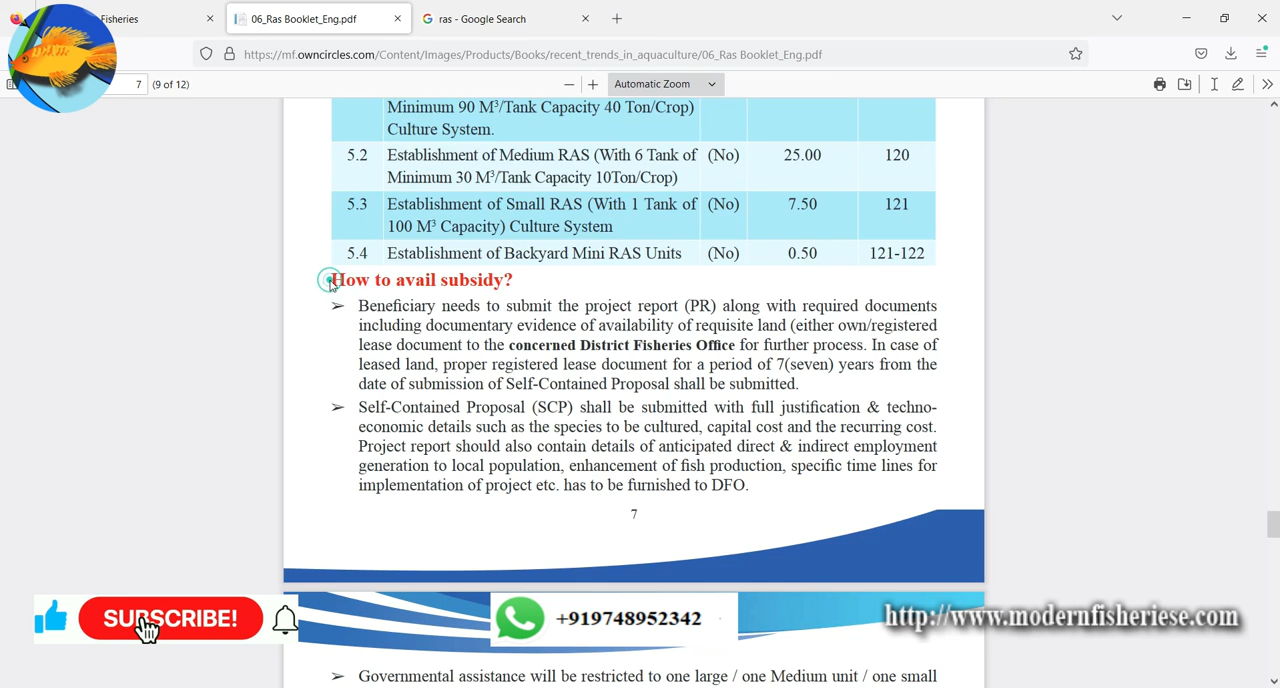 Fisheries
06_Ras Booklet_Eng.pdf
ras - Google Search
https://mf.owncircles.com/Content/Images/Products/Books/recent_trends_in_aquaculture/06_Ras Booklet_Eng.pdf
7 (9 of 12)
Automatic Zoom
Minimum 90 M³/Tank Capacity 40 Ton/Crop)
Culture System.
5.2 Establishment of Medium RAS (With 6 Tank of (No) 25.00 120
Minimum 30 M³/Tank Capacity 10Ton/Crop)
5.3 Establishment of Small RAS (With 1 Tank of (No) 7.50 121
100 M³ Capacity) Culture System
5.4 Establishment of Backyard Mini RAS Units (No) 0.50 121-122
How to avail subsidy?
➢ Beneficiary needs to submit the project report (PR) along with required documents
including documentary evidence of availability of requisite land (either own/registered
lease document to the concerned District Fisheries Office for further process. In case of
leased land, proper registered lease document for a period of 7(seven) years from the
date of submission of Self-Contained Proposal shall be submitted.
➢ Self-Contained Proposal (SCP) shall be submitted with full justification & techno-
economic details such as the species to be cultured, capital cost and the recurring cost.
Project report should also contain details of anticipated direct & indirect employment
generation to local population, enhancement of fish production, specific time lines for
implementation of project etc. has to be furnished to DFO.
7
SUBSCRIBE!
+919748952342
http://www.modernfisheriese.com
➢ Governmental assistance will be restricted to one large / one Medium unit / one small